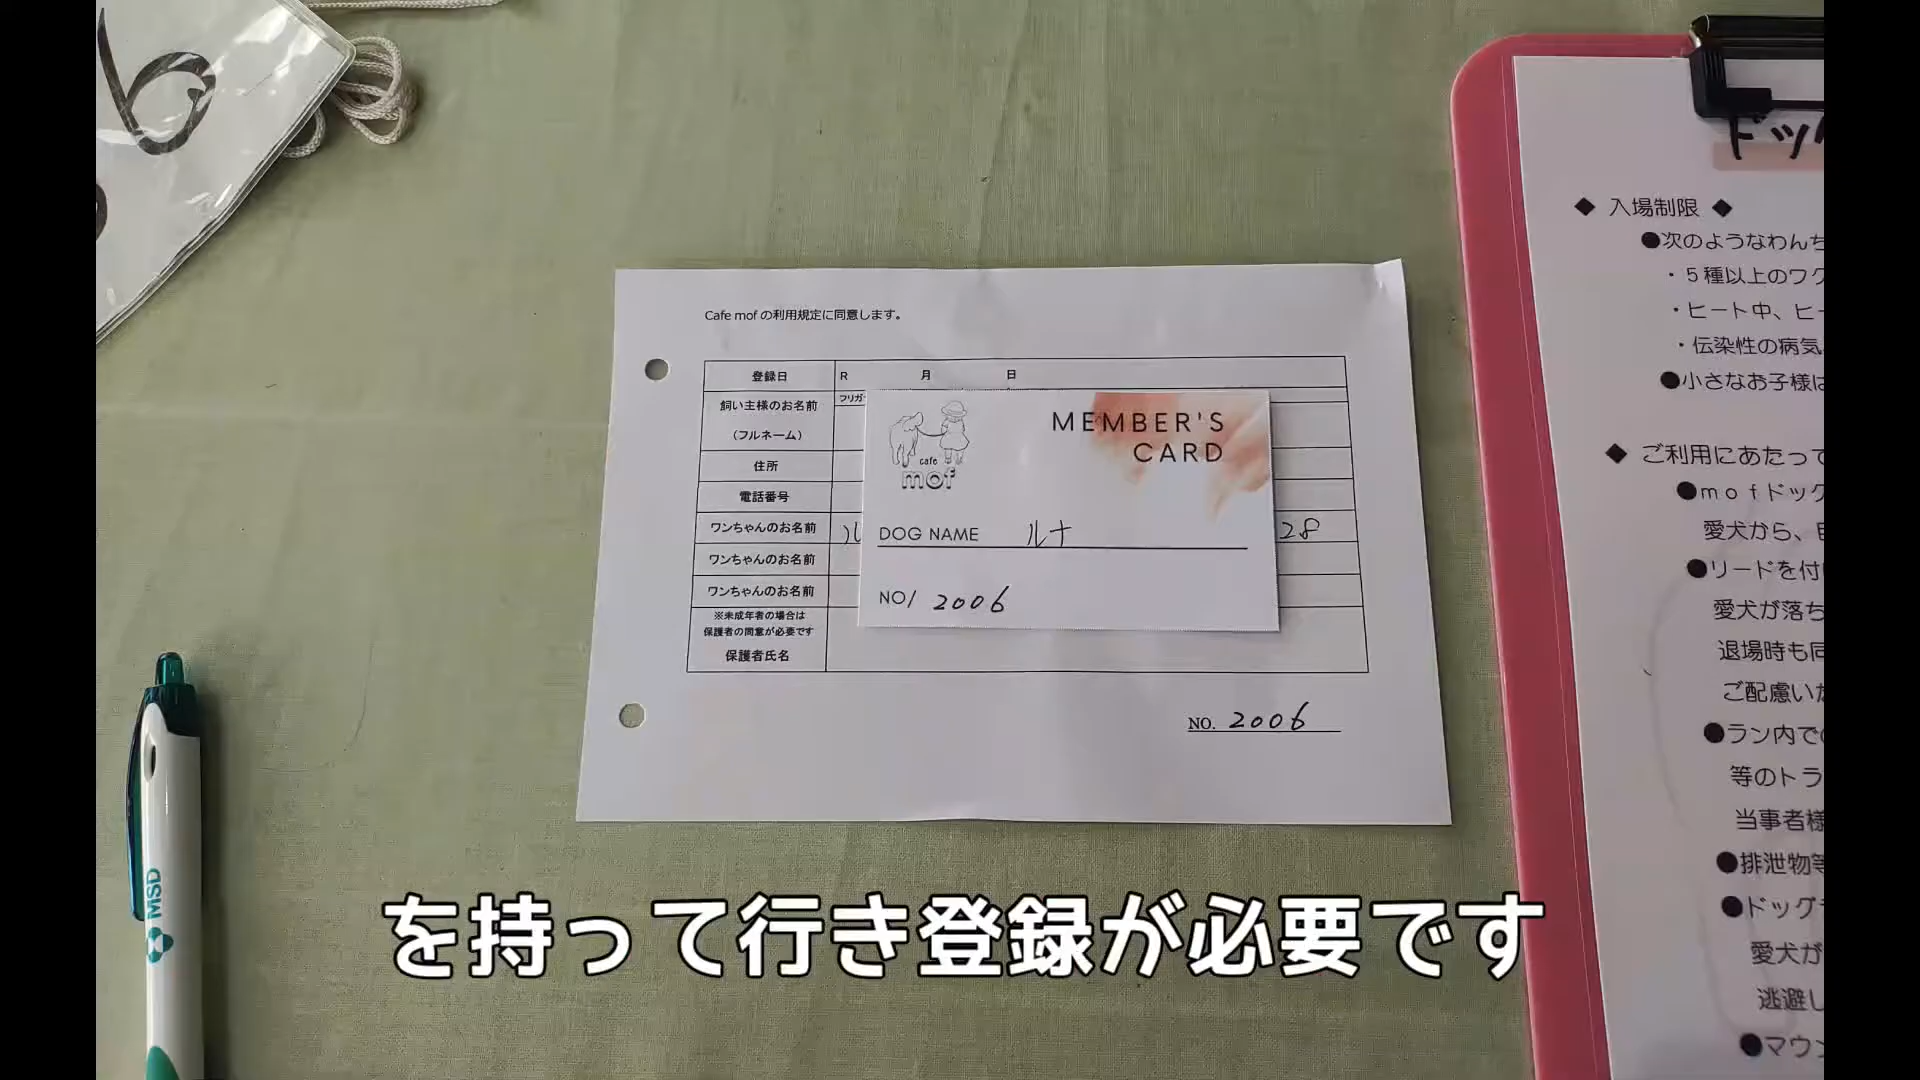 6
Cafe mof の利用規定に同意します。
登録日 R 月 日
飼い主様のお名前
（フルネーム）
フリガ
住所
電話番号
ワンちゃんのお名前 ル 28
ワンちゃんのお名前
ワンちゃんのお名前
※未成年者の場合は
保護者の同意が必要です
保護者氏名
NO. 2006
cafe
mof
MEMBER'S
CARD
DOG NAME ルナ
NO/ 2006
ドッ
◆ 入場制限 ◆
●次のようなわんち
・５種以上のワク
・ヒート中、ヒー
・伝染性の病気
●小さなお子様は
◆ ご利用にあたって
●ｍｏｆドッグ
愛犬から、
●リードを付
愛犬が落ち
退場時も同
ご配慮いた
●ラン内で
等のトラ
当事者様
●排泄物等
●ドッグ
愛犬が
逃避し
●マウン
MSD
を持って行き登録が必要です